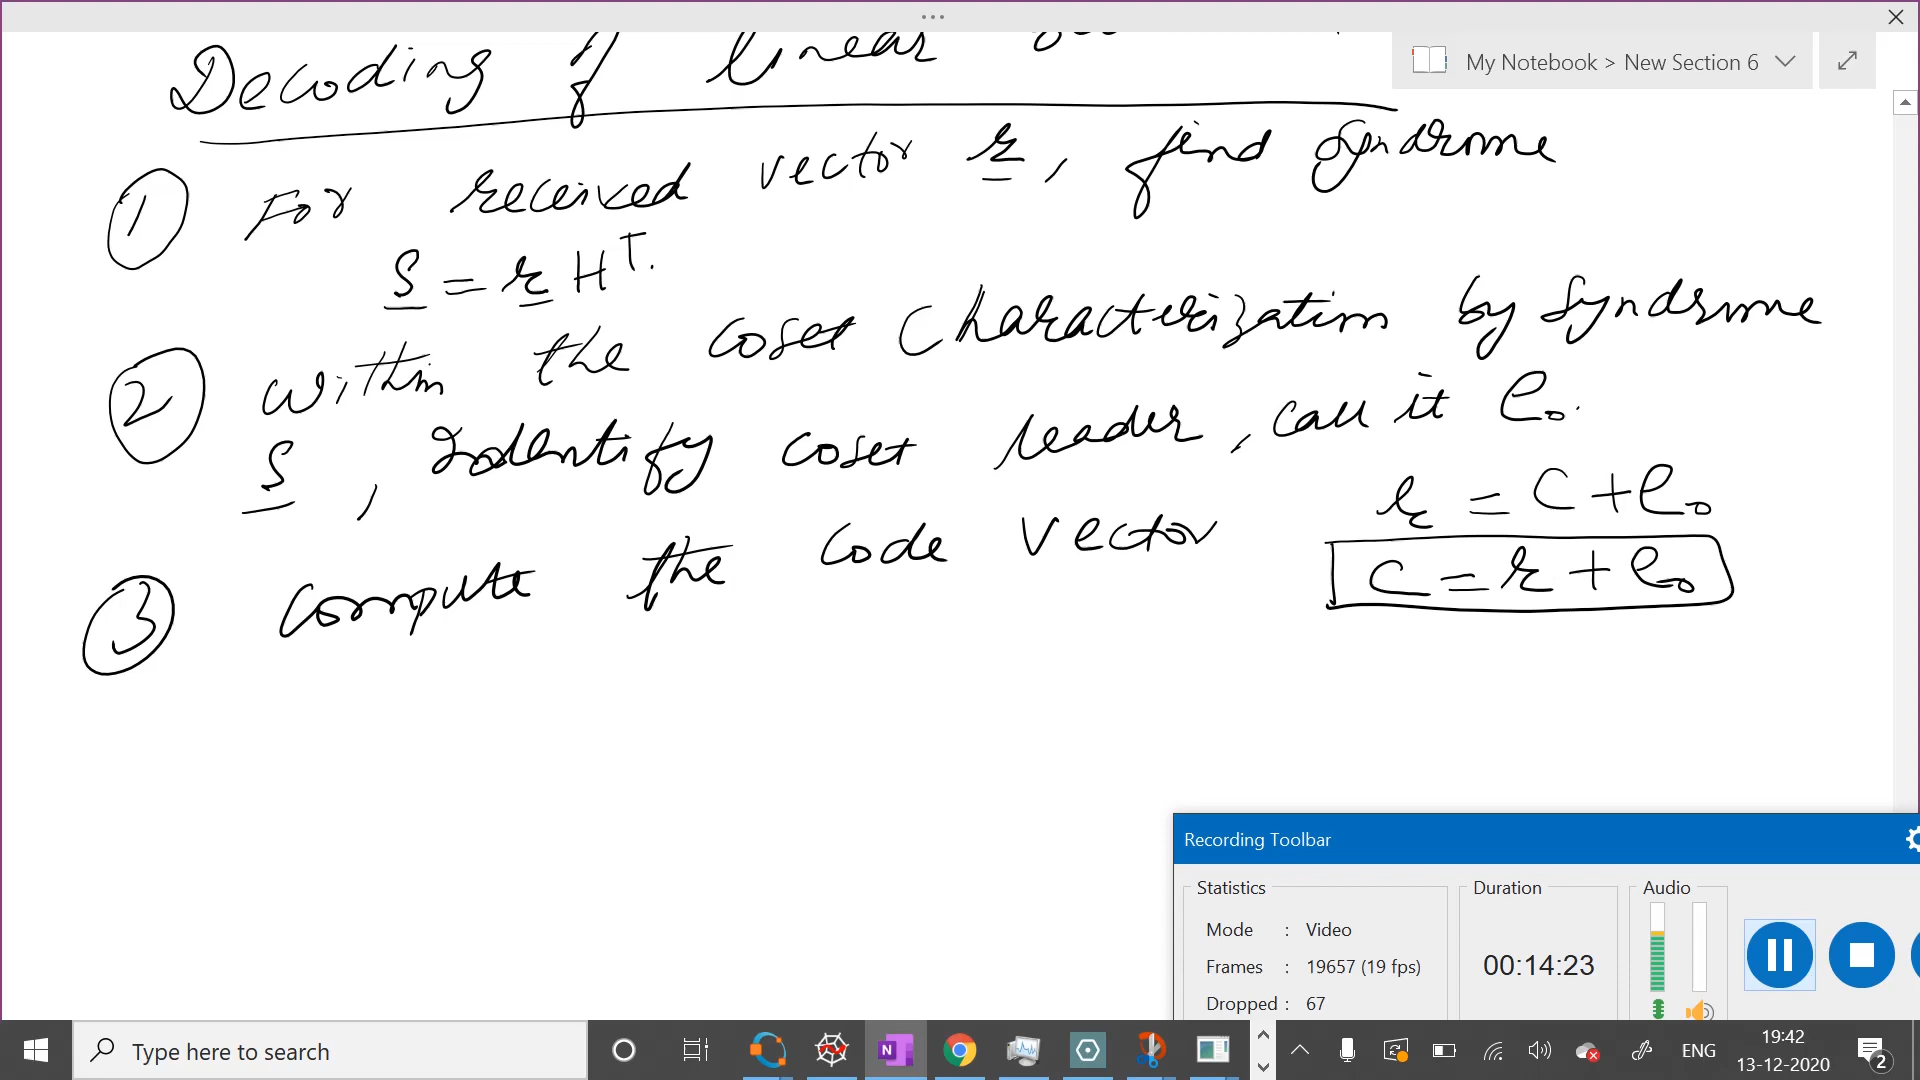 Decoding of linear
My Notebook > New Section 6
① For received vector r, find Syndrome
S = r H^T.
② Within the coset Characterization by Syndrome
S, Indentify coset leader, call it e₀.
r = C + e₀
③ Compute the Code Vector
C = r + e₀
Recording Toolbar
Statistics
Duration
Audio
Mode : Video
Frames : 19657 (19 fps)
00:14:23
Dropped : 67
Type here to search
ENG
19:42
13-12-2020
2